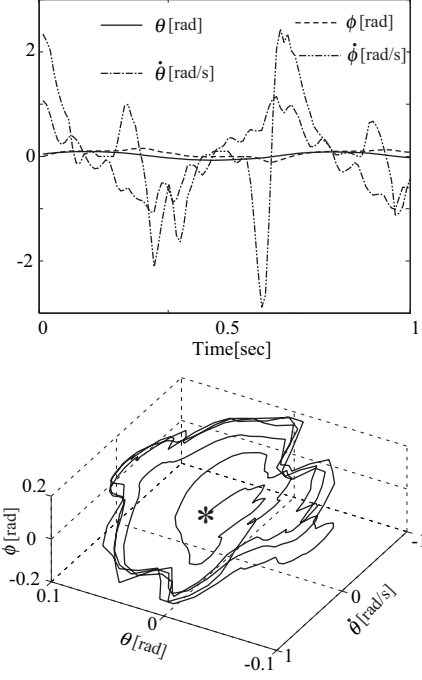 θ [rad]
ϕ [rad]
θ̇ [rad/s]
ϕ̇ [rad/s]
2
0
-2
0
0.5
1
Time[sec]
0.2
0
-0.2
ϕ [rad]
0.1
0
-0.1
θ [rad]
1
0
-1
θ̇ [rad/s]
*